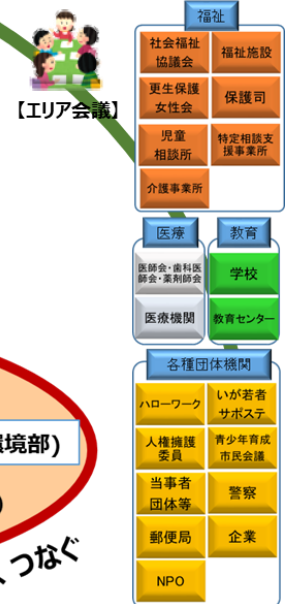 福祉
【エリア会議】
社会福祉
協議会
福祉施設
更生保護
女性会
保護司
児童
相談所
特定相談支
援事業所
介護事業所
医療
教育
医師会・歯科医
師会・薬剤師会
学校
医療機関
教育センター
各種団体機関
ハローワーク
いが若者
サポステ
人権擁護
委員
青少年育成
市民会議
当事者
団体等
警察
郵便局
企業
NPO
環境部)
)
、つなぐ